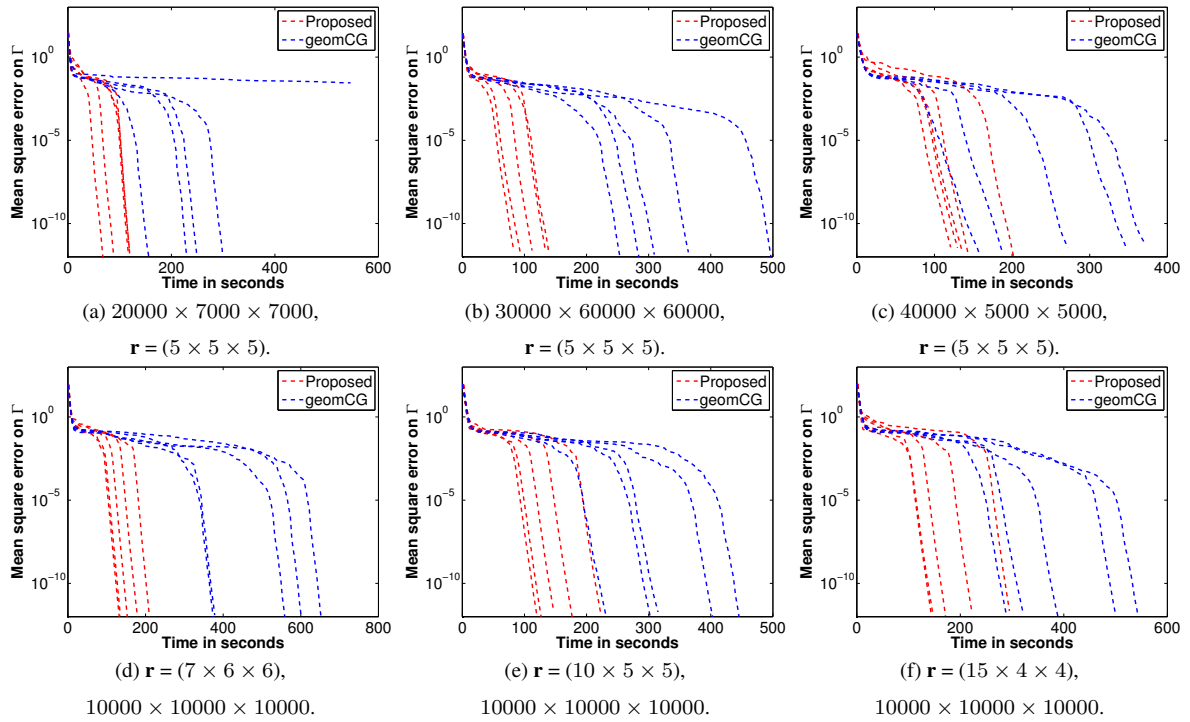 Mean square error on Γ
10^0
10^-5
10^-10
Proposed
geomCG
0 200 400 600
Time in seconds
(a) 20000 × 7000 × 7000,
r = (5 × 5 × 5).
Mean square error on Γ
10^0
10^-5
10^-10
Proposed
geomCG
0 100 200 300 400 500
Time in seconds
(b) 30000 × 60000 × 60000,
r = (5 × 5 × 5).
Mean square error on Γ
10^0
10^-5
10^-10
Proposed
geomCG
0 100 200 300 400
Time in seconds
(c) 40000 × 5000 × 5000,
r = (5 × 5 × 5).
Mean square error on Γ
10^0
10^-5
10^-10
Proposed
geomCG
0 200 400 600 800
Time in seconds
(d) r = (7 × 6 × 6),
10000 × 10000 × 10000.
Mean square error on Γ
10^0
10^-5
10^-10
Proposed
geomCG
0 100 200 300 400 500
Time in seconds
(e) r = (10 × 5 × 5),
10000 × 10000 × 10000.
Mean square error on Γ
10^0
10^-5
10^-10
Proposed
geomCG
0 200 400 600
Time in seconds
(f) r = (15 × 4 × 4),
10000 × 10000 × 10000.